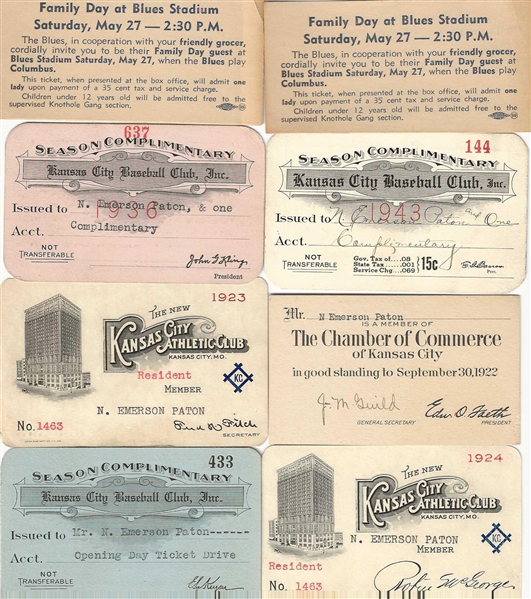 Family Day at Blues Stadium
Saturday, May 27 — 2:30 P.M.
The Blues, in cooperation with your friendly grocer,
cordially invite you to be their Family Day guest at
Blues Stadium Saturday, May 27, when the Blues play
Columbus.
This ticket, when presented at the box office, will admit one
lady upon payment of a 35 cent tax and service charge.
Children under 12 years old will be admitted free to the
supervised Knothole Gang section.
Family Day at Blues Stadium
Saturday, May 27 — 2:30 P.M.
The Blues, in cooperation with your friendly grocer,
cordially invite you to be their Family Day guest at
Blues Stadium Saturday, May 27, when the Blues play
Columbus.
This ticket, when presented at the box office, will admit one
lady upon payment of a 35 cent tax and service charge.
Children under 12 years old will be admitted free to the
supervised Knothole Gang section.
637
SEASON COMPLIMENTARY
Kansas City Baseball Club, Inc.
1936
Issued to N. Emerson Paton, & one
Acct. Complimentary
NOT
TRANSFERABLE
President
144
SEASON COMPLIMENTARY
Kansas City Baseball Club, Inc.
1943
Issued to N Emerson Paton and One
Acct. Complimentary
NOT
TRANSFERABLE
Gov. Tax of .08
State Tax .001
Service Chg .069
15c
Pres.
1923
THE NEW
KANSAS CITY
ATHLETIC CLUB
KANSAS CITY, MO.
Resident
MEMBER
KC
N. EMERSON PATON
No. 1463
SECRETARY
Mr. N Emerson Paton
IS A MEMBER OF
The Chamber of Commerce
of Kansas City
in good standing to September 30, 1922
J. M. Guild
GENERAL SECRETARY
PRESIDENT
433
SEASON COMPLIMENTARY
Kansas City Baseball Club, Inc.
Issued to Mr. N. Emerson Paton------
Acct. Opening Day Ticket Drive
NOT
TRANSFERABLE
1924
THE NEW
KANSAS CITY
ATHLETIC CLUB
KANSAS CITY, MO.
N. EMERSON PATON
MEMBER
KC
Resident
No. 1463